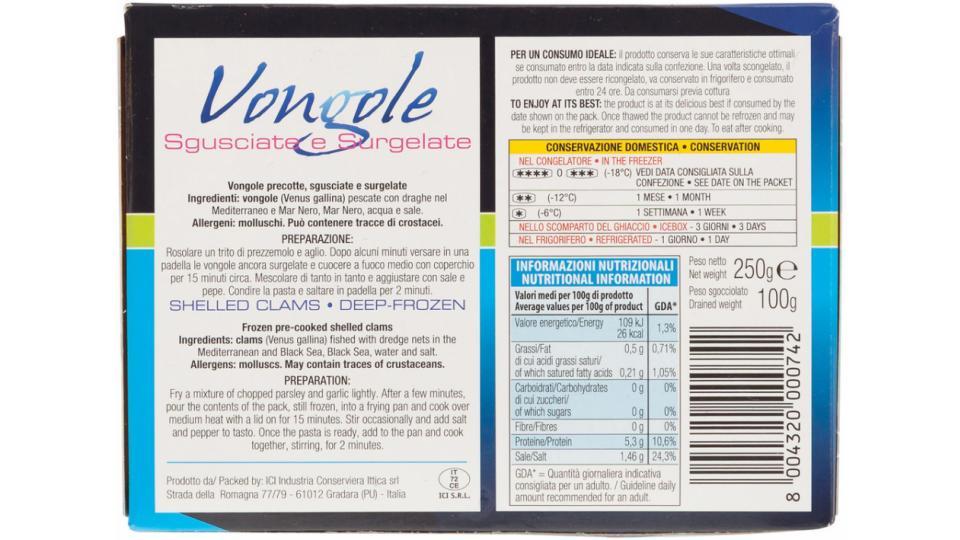 Vongole
Sgusciate e Surgelate
Vongole precotte, sgusciate e surgelate
Ingredienti: vongole (Venus gallina) pescate con draghe nel
Mediterraneo e Mar Nero, Mar Nero, acqua e sale.
Allergeni: molluschi. Può contenere tracce di crostacei.
PREPARAZIONE:
Rosolare un trito di prezzemolo e aglio. Dopo alcuni minuti versare in una
padella le vongole ancora surgelate e cuocere a fuoco medio con coperchio
per 15 minuti circa. Mescolare di tanto in tanto e aggiustare con sale e
pepe. Condire la pasta e saltare in padella per 2 minuti.
SHELLED CLAMS • DEEP-FROZEN
Frozen pre-cooked shelled clams
Ingredients: clams (Venus gallina) fished with dredge nets in the
Mediterranean and Black Sea, Black Sea, water and salt.
Allergens: molluscs. May contain traces of crustaceans.
PREPARATION:
Fry a mixture of chopped parsley and garlic lightly. After a few minutes,
pour the contents of the pack, still frozen, into a frying pan and cook over
medium heat with a lid on for 15 minutes. Stir occasionally and add salt
and pepper to tasto. Once the pasta is ready, add to the pan and cook
together, stirring, for 2 minutes.
Prodotto da/ Packed by: ICI Industria Conserviera Ittica srl
Strada della Romagna 77/79 - 61012 Gradara (PU) - Italia
IT
72
CE
ICI S.R.L.
PER UN CONSUMO IDEALE: il prodotto conserva le sue caratteristiche ottimali
se consumato entro la data indicata sulla confezione. Una volta scongelato, il
prodotto non deve essere ricongelato, va conservato in frigorifero e consumato
entro 24 ore. Da consumarsi previa cottura
TO ENJOY AT ITS BEST: the product is at its delicious best if consumed by the
date shown on the pack. Once thawed the product cannot be refrozen and may
be kept in the refrigerator and consumed in one day. To eat after cooking.
CONSERVAZIONE DOMESTICA • CONSERVATION
NEL CONGELATORE • IN THE FREEZER
**** O *** (-18°C) VEDI DATA CONSIGLIATA SULLA
CONFEZIONE • SEE DATE ON THE PACKET
** (-12°C) 1 MESE • 1 MONTH
* (-6°C) 1 SETTIMANA • 1 WEEK
NELLO SCOMPARTO DEL GHIACCIO • ICEBOX - 3 GIORNI • 3 DAYS
NEL FRIGORIFERO • REFRIGERATED - 1 GIORNO • 1 DAY
INFORMAZIONI NUTRIZIONALI
NUTRITIONAL INFORMATION
Valori medi per 100g di prodotto
Average values per 100g of product GDA*
Valore energetico/Energy 109 kJ
26 kcal 1,3%
Grassi/Fat 0,5 g 0,71%
di cui acidi grassi saturi/
of which satured fatty acids 0,21 g 1,05%
Carboidrati/Carbohydrates 0 g 0%
di cui zuccheri/
of which sugars 0 g 0%
Fibre/Fibres 0 g 0%
Proteine/Protein 5,3 g 10,6%
Sale/Salt 1,46 g 24,3%
GDA* = Quantità giornaliera indicativa
consigliata per un adulto. / Guideline daily
amount recommended for an adult.
Peso netto
Net weight 250g ℮
Peso sgocciolato
Drained weight 100g
8 004320 000742